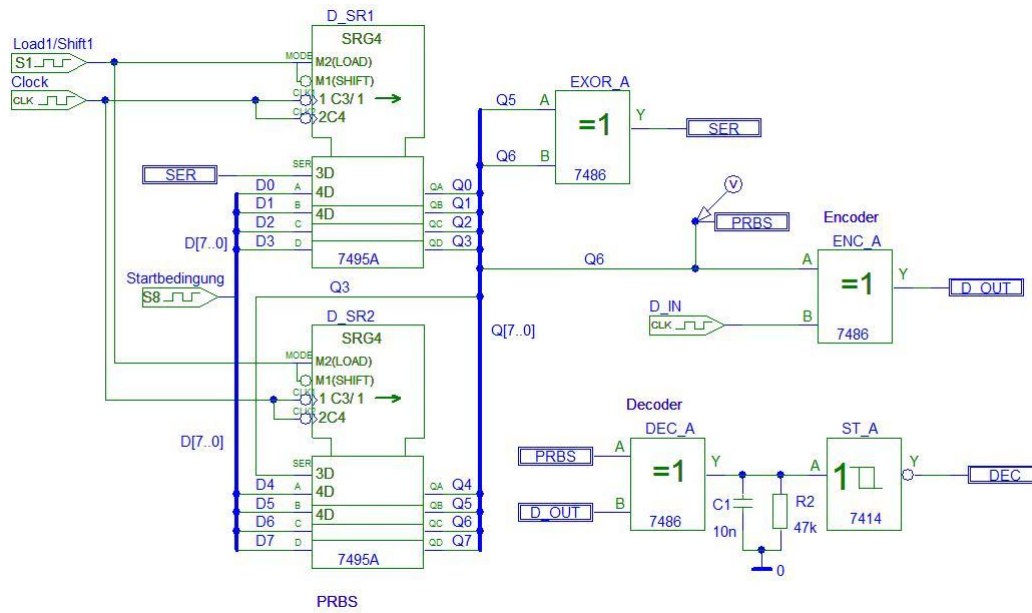 D_SR1
SRG4
Load1/Shift1
S1
MODE
M2(LOAD)
M1(SHIFT)
Clock
CLK
CLK1
1 C3/ 1
CLK2
2C4
SER
SER
3D
D0 A 4D QA Q0
D1 B 4D QB Q1
D2 C QC Q2
D3 D QD Q3
D[7..0]
7495A
Startbedingung
S8
Q3
D_SR2
SRG4
MODE
M2(LOAD)
M1(SHIFT)
CLK1
1 C3/ 1
CLK2
2C4
D[7..0]
SER
3D
D4 A 4D QA Q4
D5 B 4D QB Q5
D6 C QC Q6
D7 D QD Q7
7495A
PRBS
Q[7..0]
EXOR_A
Q5 A
=1
Y
SER
Q6 B
7486
V
PRBS
Encoder
ENC_A
Q6 A
=1
Y
D_OUT
D_IN
CLK
B
7486
Decoder
DEC_A
PRBS
A
=1
Y
D_OUT
B
7486
C1
10n
R2
47k
0
ST_A
A
1
Y
DEC
7414